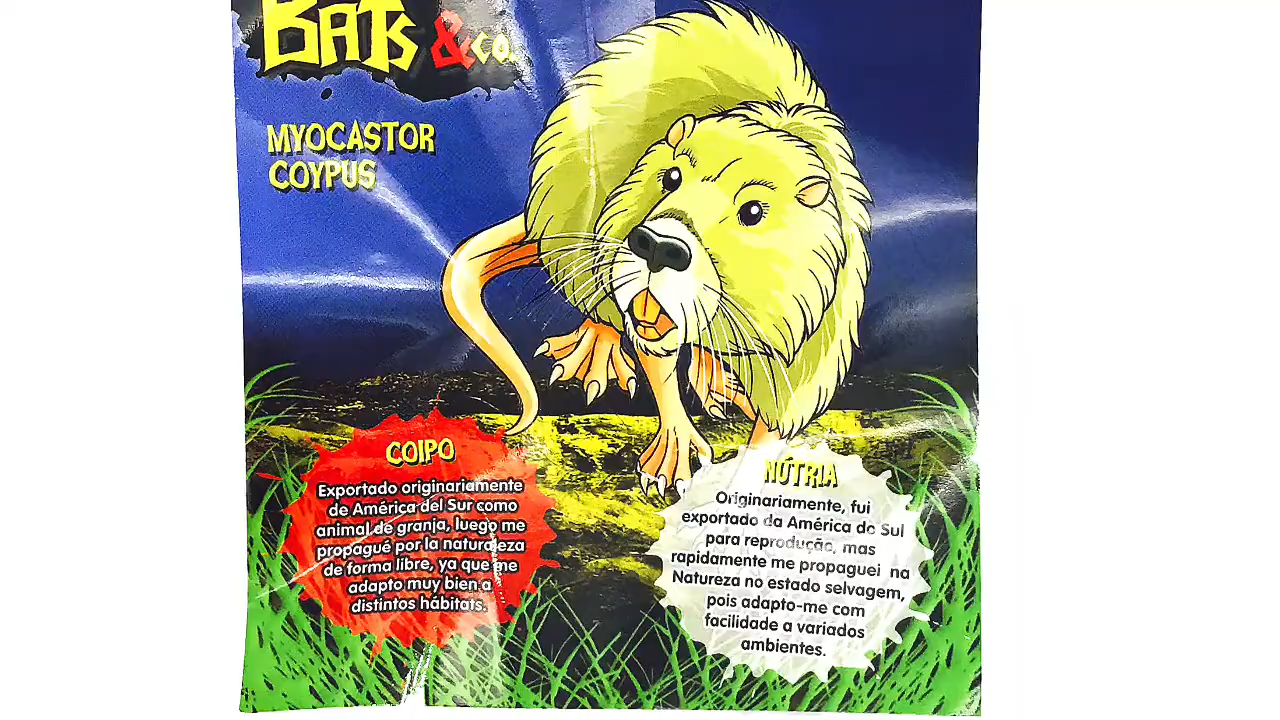 BATS & CO.
MYOCASTOR
COYPUS
COIPO
Exportado originariamente
de América del Sur como
animal de granja, luego me
propagué por la naturaleza
de forma libre, ya que me
adapto muy bien a
distintos hábitats.
NÚTRIA
Originariamente, fui
exportado da América do Sul
para reprodução, mas
rapidamente me propaguei na
Natureza no estado selvagem,
pois adapto-me com
facilidade a variados
ambientes.